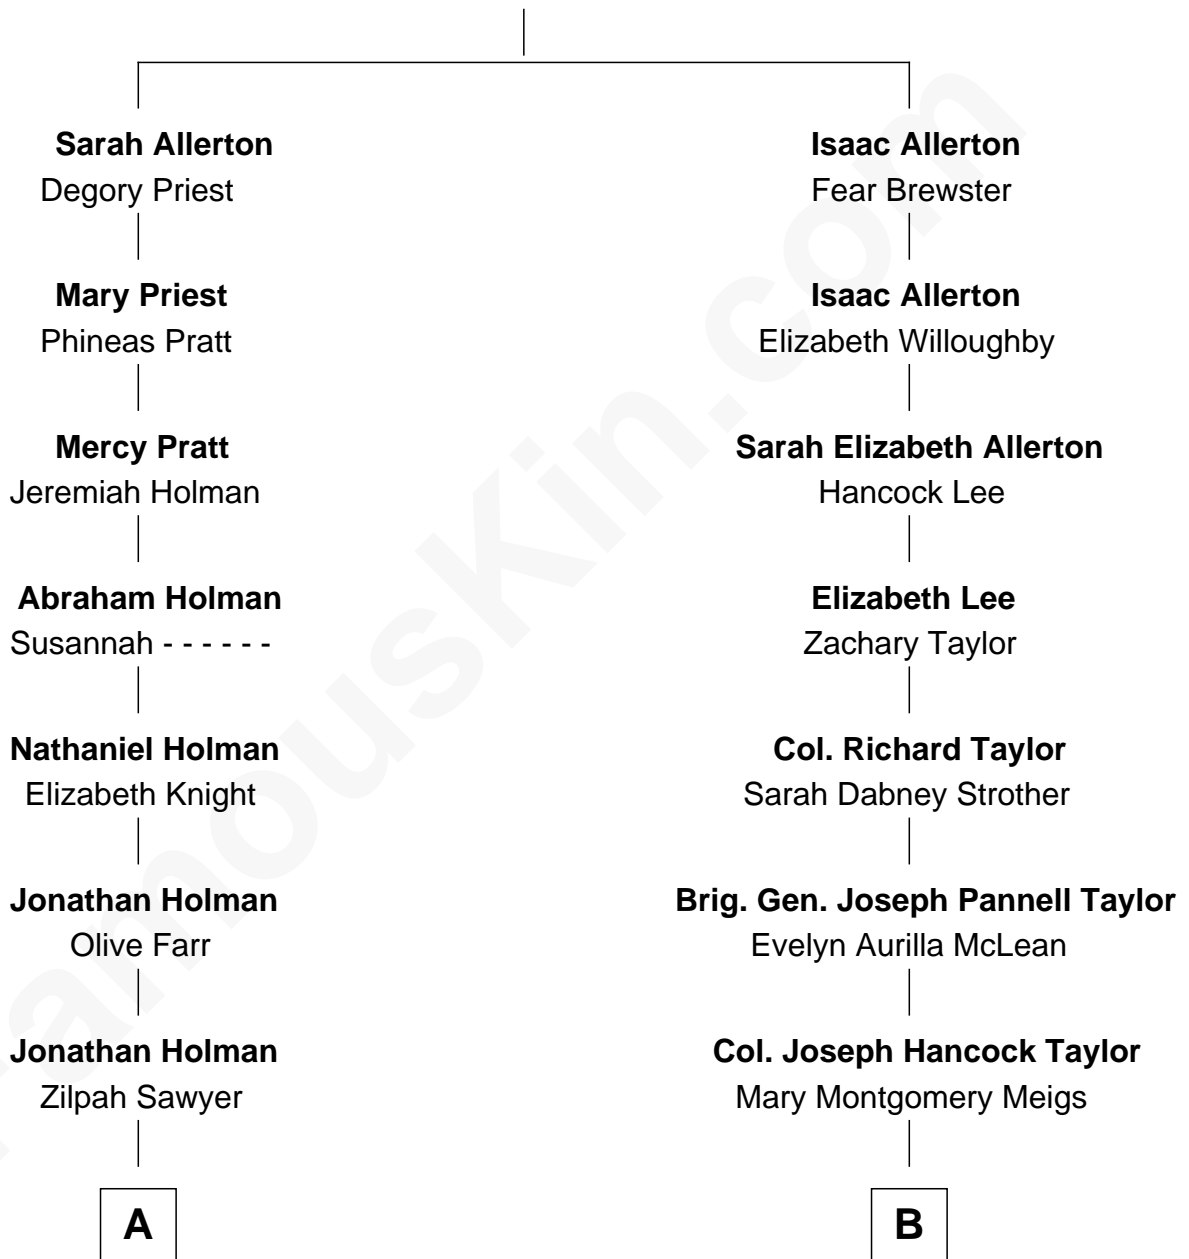 Sarah Allerton
Degory Priest
Isaac Allerton
Fear Brewster
Mary Priest
Phineas Pratt
Isaac Allerton
Elizabeth Willoughby
Mercy Pratt
Jeremiah Holman
Sarah Elizabeth Allerton
Hancock Lee
Abraham Holman
Susannah - - - - - -
Elizabeth Lee
Zachary Taylor
Nathaniel Holman
Elizabeth Knight
Col. Richard Taylor
Sarah Dabney Strother
Jonathan Holman
Olive Farr
Brig. Gen. Joseph Pannell Taylor
Evelyn Aurilla McLean
Jonathan Holman
Zilpah Sawyer
Col. Joseph Hancock Taylor
Mary Montgomery Meigs
A
B
FamousKin.com